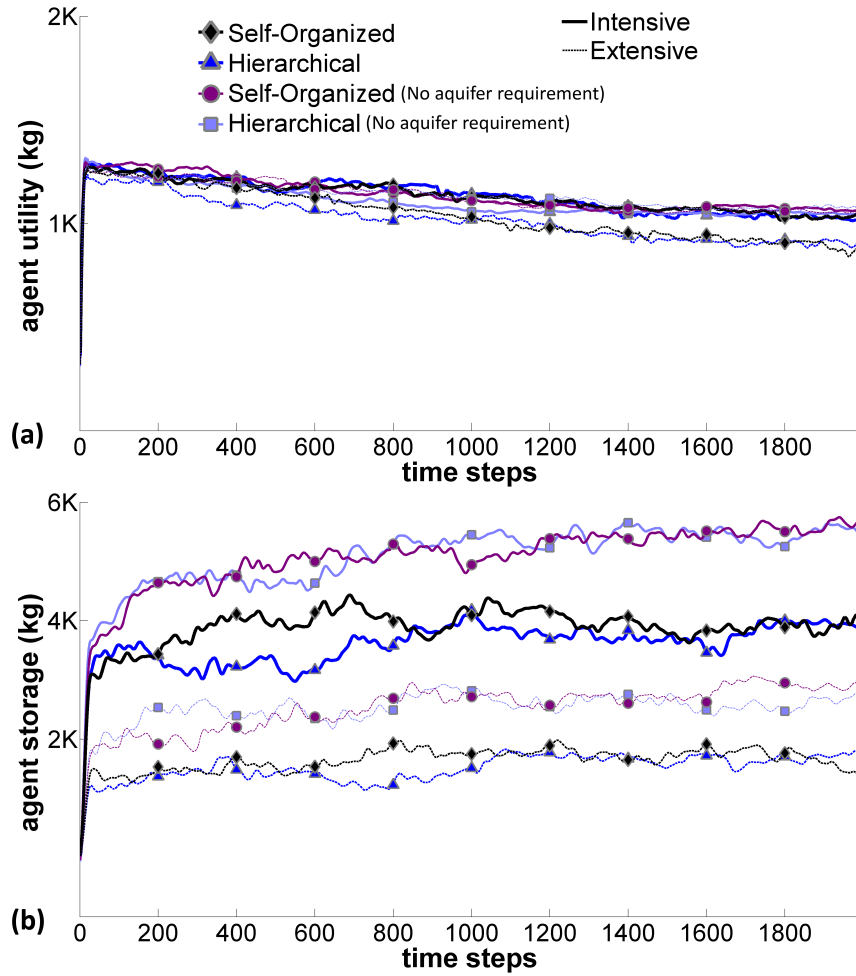 2K
Self-Organized
Hierarchical
Self-Organized (No aquifer requirement)
Hierarchical (No aquifer requirement)
Intensive
Extensive
1K
agent utility (kg)
(a)
0 200 400 600 800 1000 1200 1400 1600 1800
time steps
6K
4K
2K
agent storage (kg)
(b)
0 200 400 600 800 1000 1200 1400 1600 1800
time steps